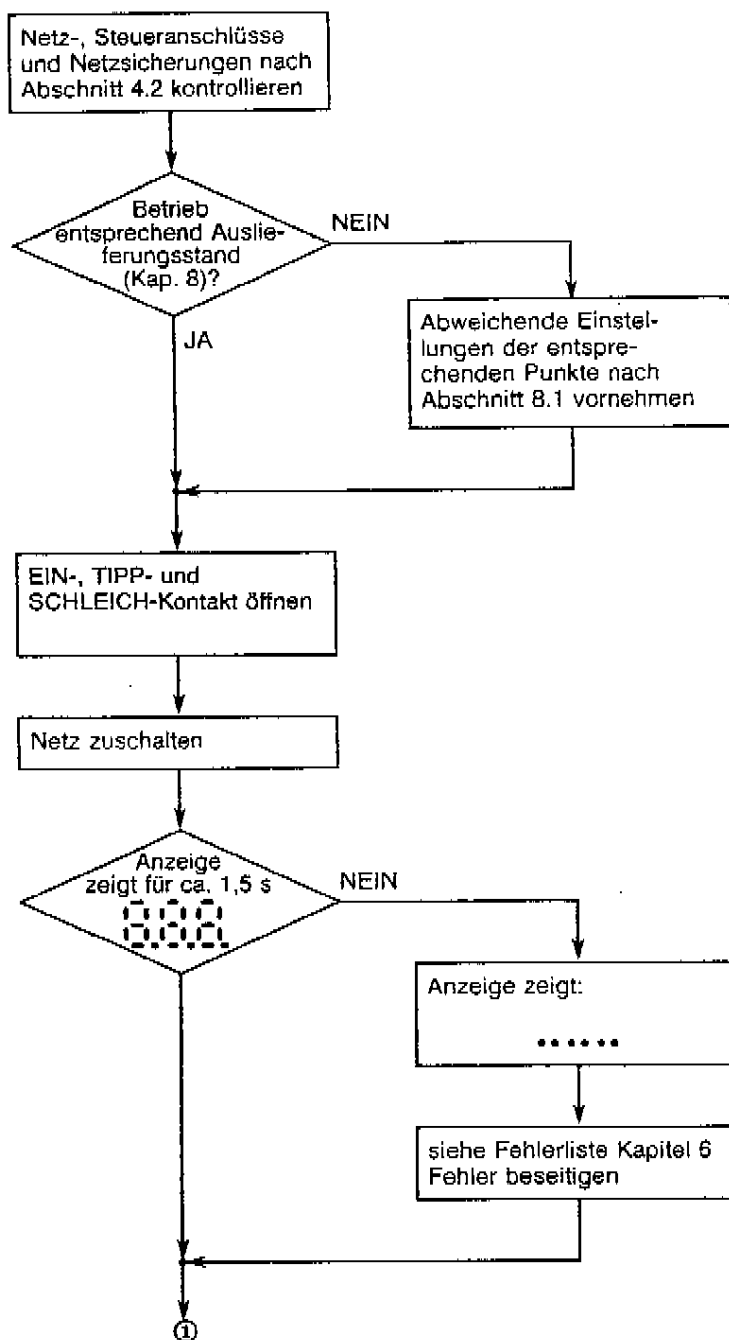 Netz-, Steueranschlüsse
und Netzsicherungen nach
Abschnitt 4.2 kontrollieren
Betrieb
entsprechend Auslie-
ferungsstand
(Kap. 8)?
NEIN
JA
Abweichende Einstel-
lungen der entspre-
chenden Punkte nach
Abschnitt 8.1 vornehmen
EIN-, TIPP- und
SCHLEICH-Kontakt öffnen
Netz zuschalten
Anzeige
zeigt für ca. 1,5 s
8.8.8.
NEIN
Anzeige zeigt:
......
siehe Fehlerliste Kapitel 6
Fehler beseitigen
①